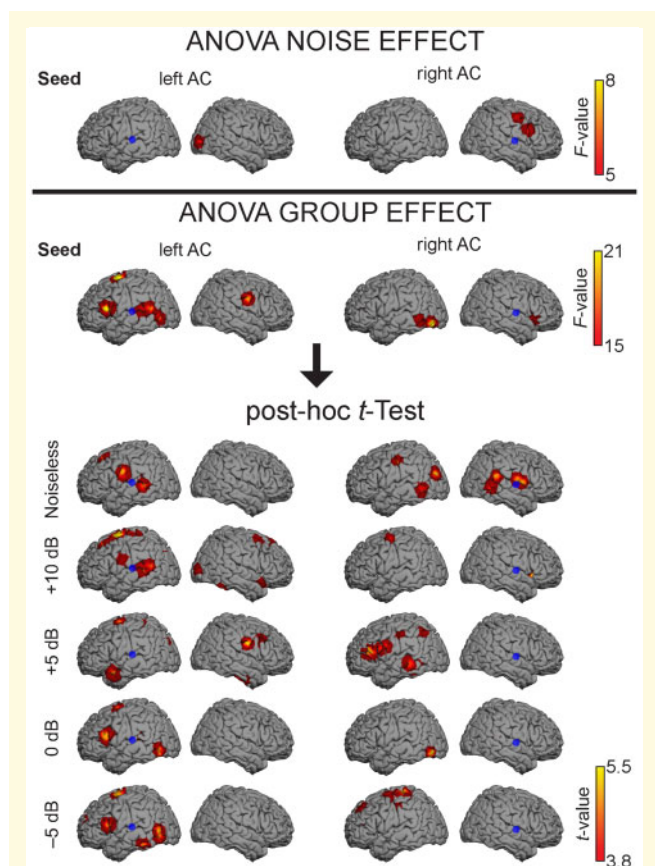 ANOVA NOISE EFFECT
Seed left AC right AC
8
F-value
5
ANOVA GROUP EFFECT
Seed left AC right AC
21
F-value
15
post-hoc t-Test
Noiseless
+10 dB
+5 dB
0 dB
–5 dB
5.5
t-value
3.8